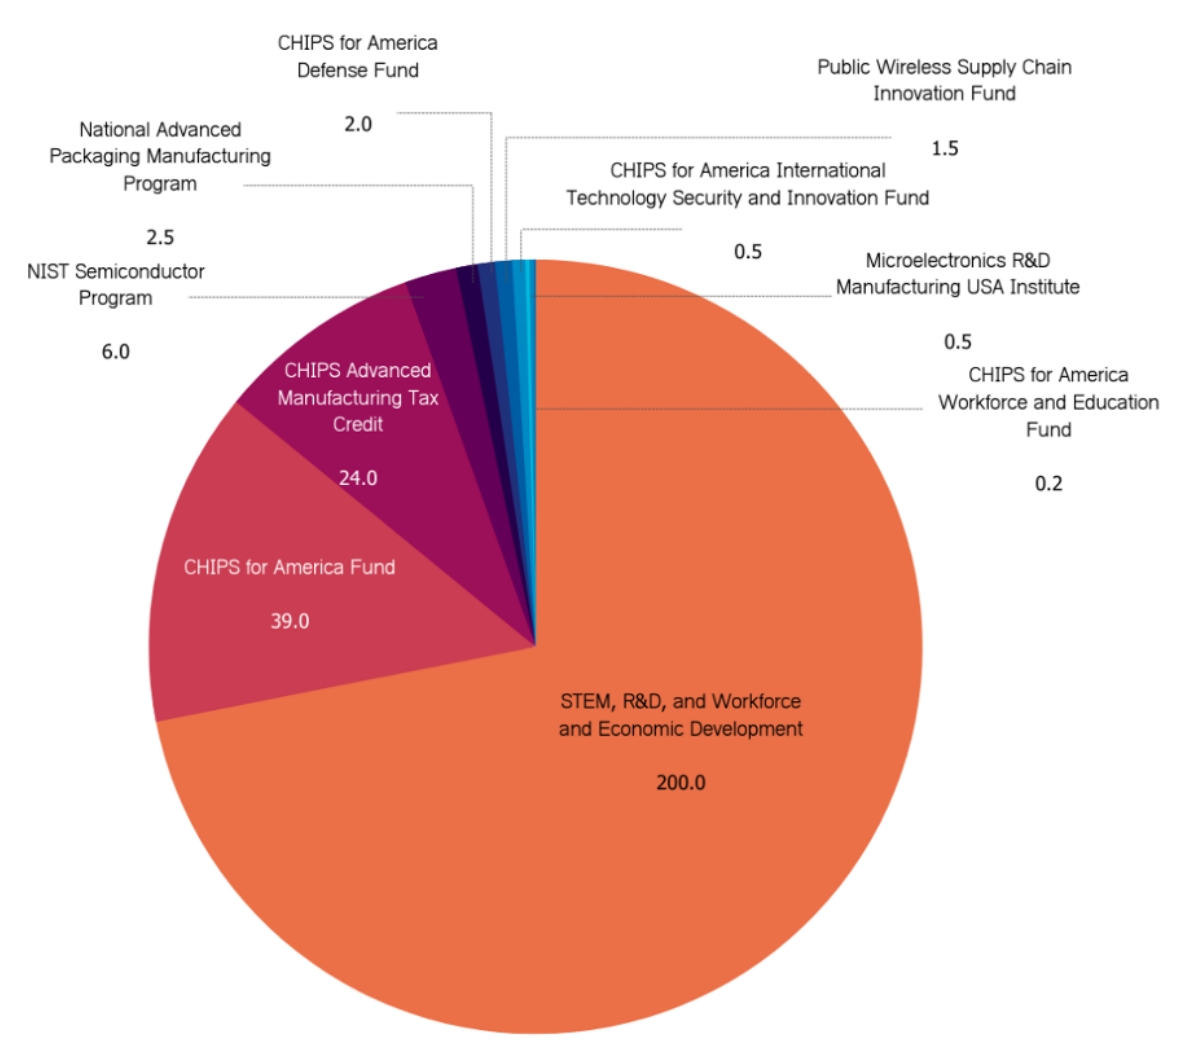 CHIPS for America
Defense Fund
2.0
Public Wireless Supply Chain
Innovation Fund
1.5
National Advanced
Packaging Manufacturing
Program
2.5
CHIPS for America International
Technology Security and Innovation Fund
0.5
NIST Semiconductor
Program
6.0
Microelectronics R&D
Manufacturing USA Institute
0.5
CHIPS Advanced
Manufacturing Tax
Credit
24.0
CHIPS for America
Workforce and Education
Fund
0.2
CHIPS for America Fund
39.0
STEM, R&D, and Workforce
and Economic Development
200.0